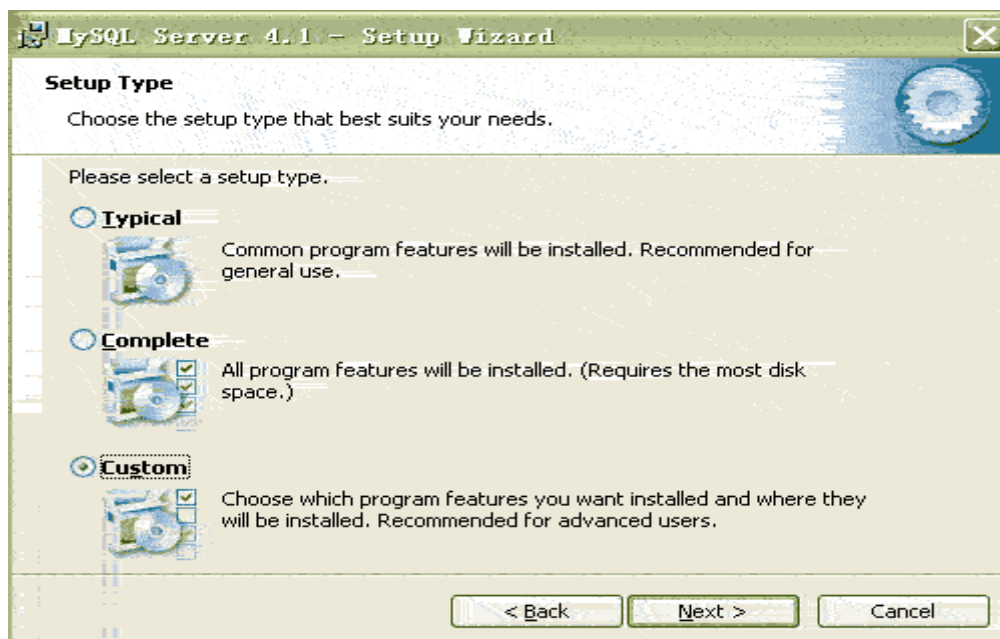 MySQL Server 4.1 - Setup Wizard
Setup Type
Choose the setup type that best suits your needs.
Please select a setup type.
Typical
Common program features will be installed. Recommended for
general use.
Complete
All program features will be installed. (Requires the most disk
space.)
Custom
Choose which program features you want installed and where they
will be installed. Recommended for advanced users.
< Back
Next >
Cancel